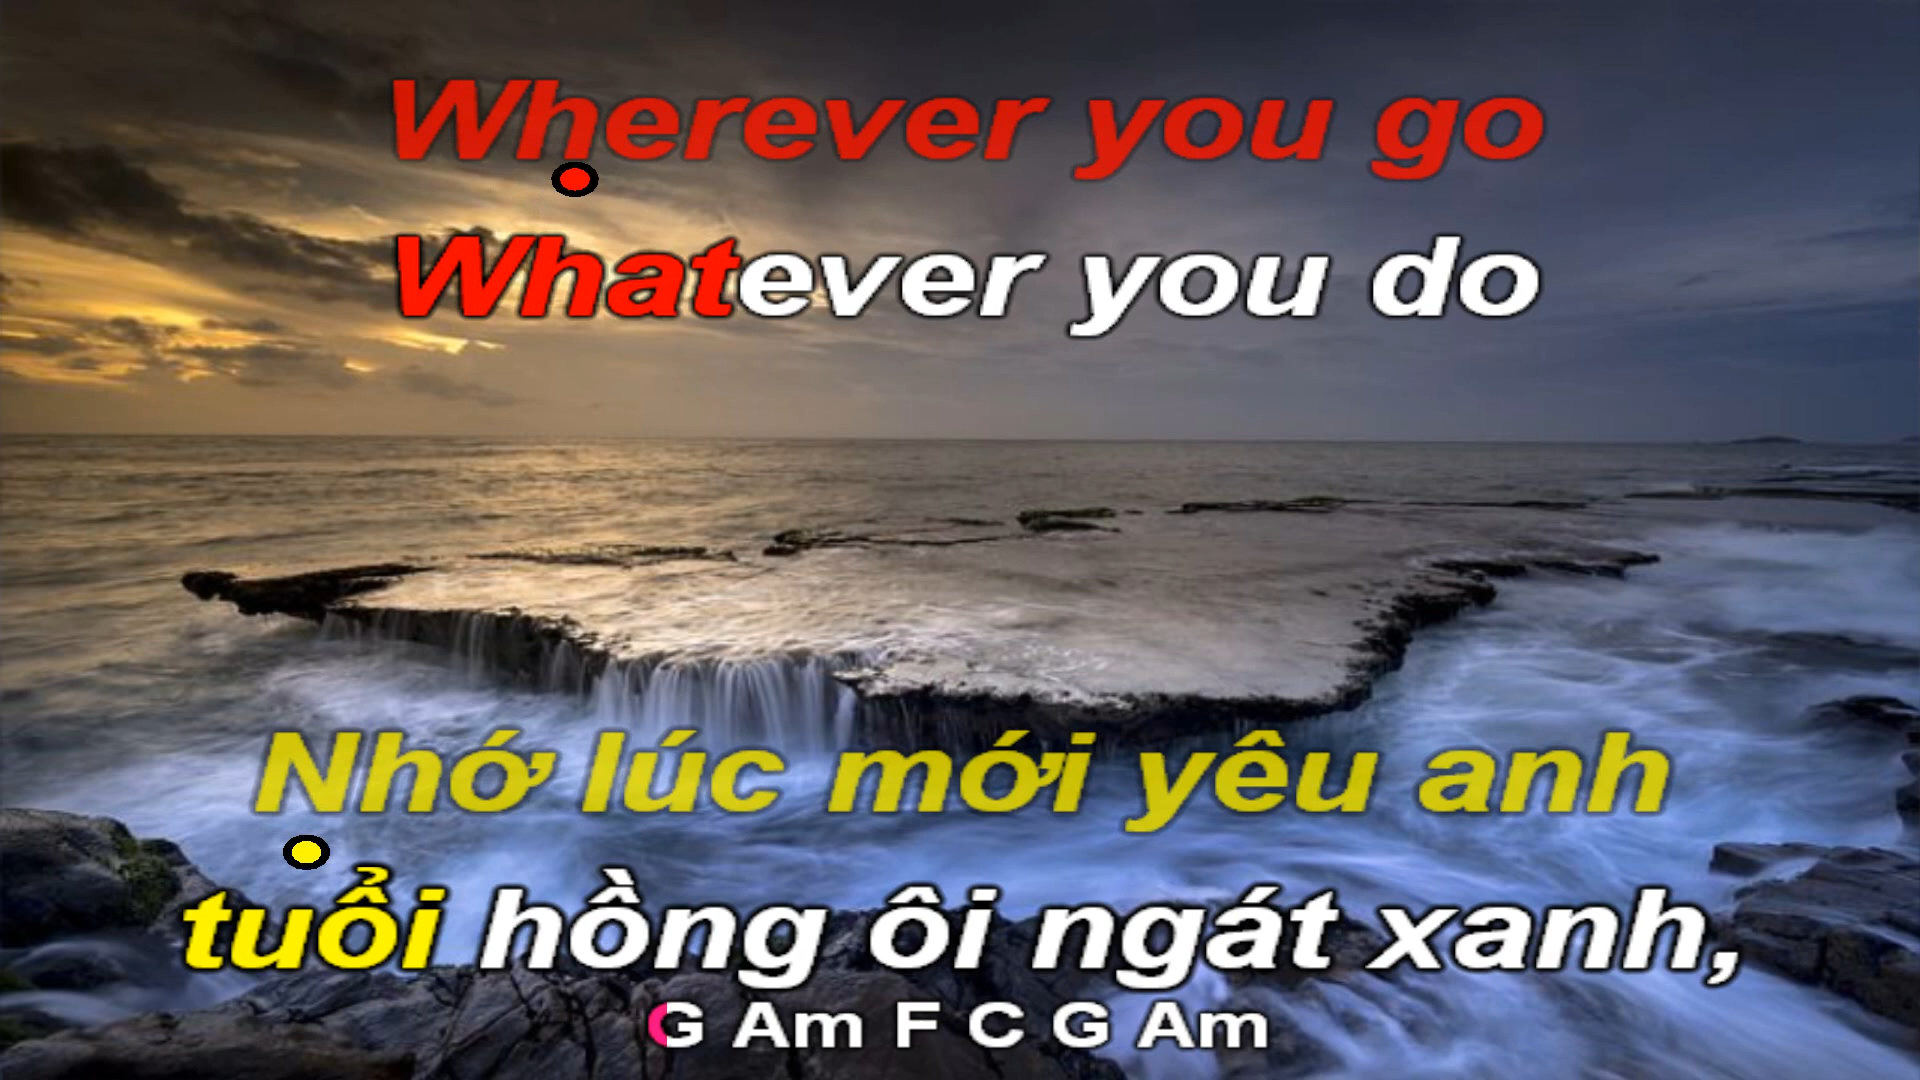 Wherever you go
Whatever you do
Nhớ lúc mới yêu anh
tuổi hồng ôi ngát xanh,
G Am F C G Am